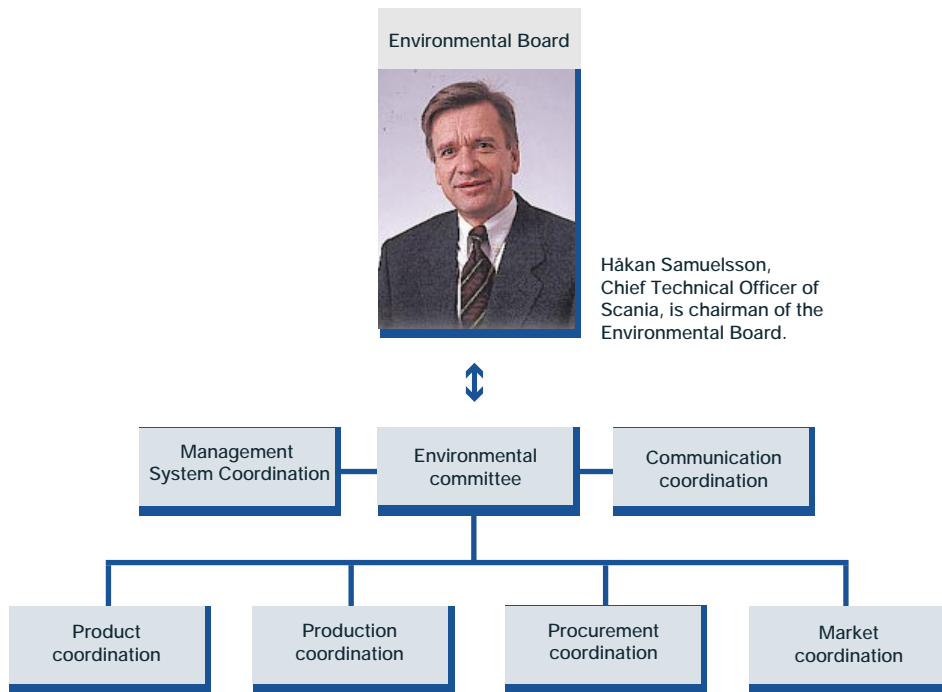 Environmental Board
Håkan Samuelsson,
Chief Technical Officer of
Scania, is chairman of the
Environmental Board.
Management
System Coordination
Environmental
committee
Communication
coordination
Product
coordination
Production
coordination
Procurement
coordination
Market
coordination